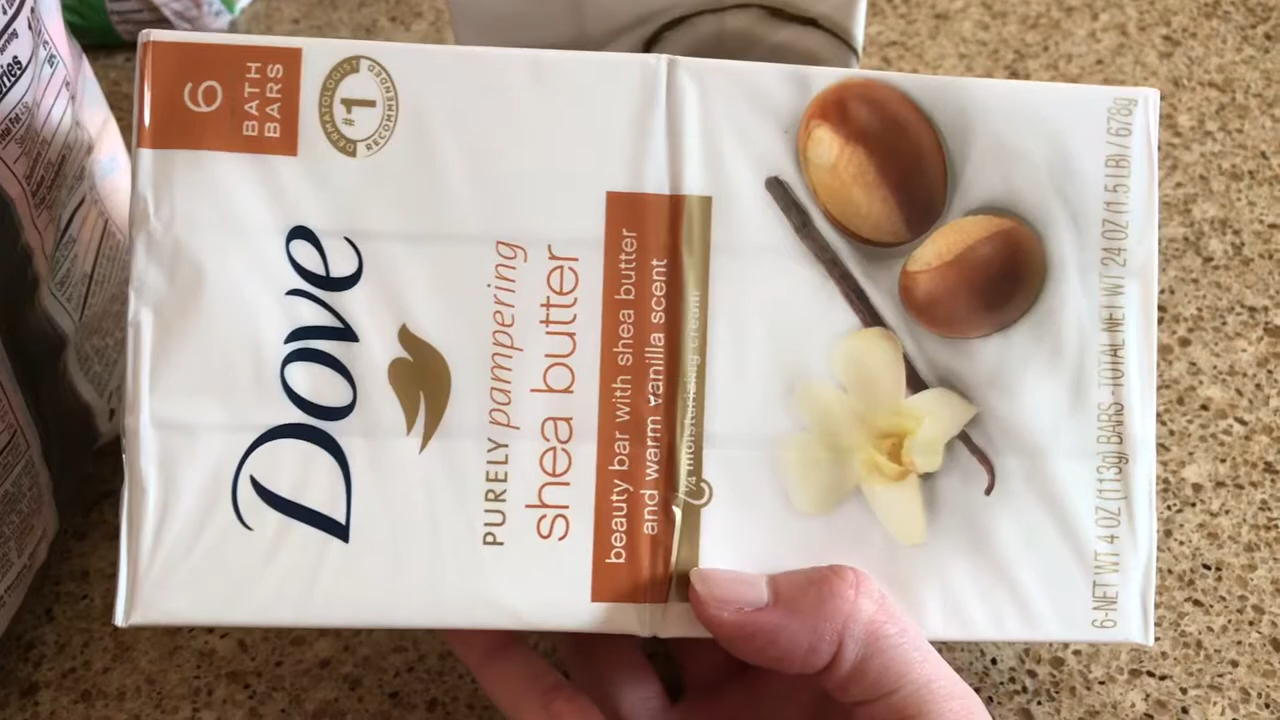 6
BATH
BARS
DERMATOLOGIST
#1
RECOMMENDED
Dove
PURELY pampering
shea butter
beauty bar with shea butter
and warm vanilla scent
¼ moisturizing cream
6-NET WT 4 OZ (113g) BARS-TOTAL NET WT 24 OZ (1.5 LB) / 678g